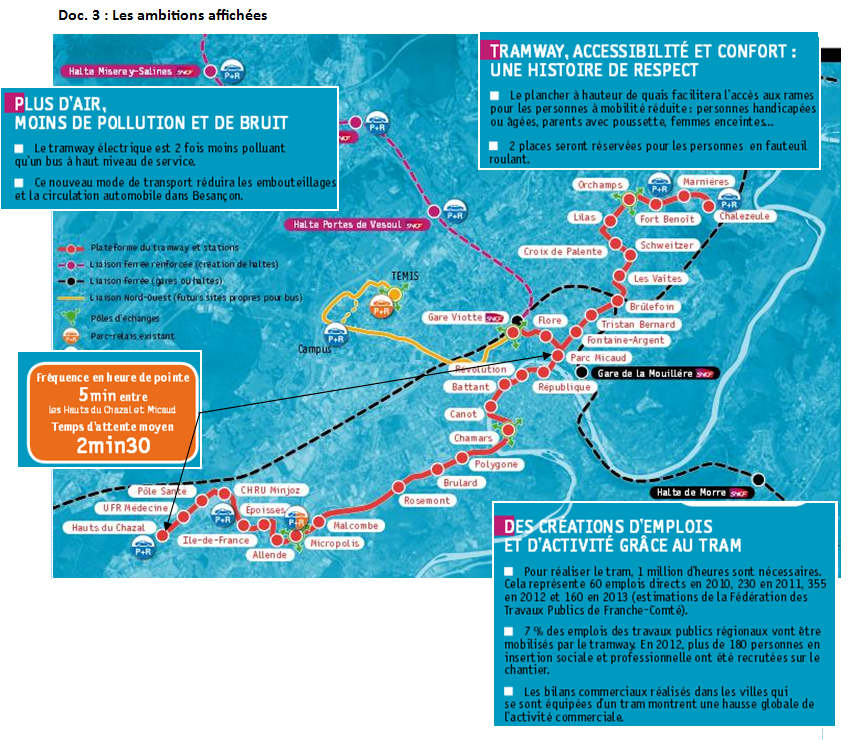 Doc. 3 : Les ambitions affichées
TRAMWAY, ACCESSIBILITÉ ET CONFORT :
UNE HISTOIRE DE RESPECT
Le plancher à hauteur de quais facilitera l'accès aux rames
pour les personnes à mobilité réduite : personnes handicapées
ou âgées, parents avec poussette, femmes enceintes...
2 places seront réservées pour les personnes en fauteuil
roulant.
Halte Miserey-Salines SNCF
P+R
PLUS D'AIR,
MOINS DE POLLUTION ET DE BRUIT
Le tramway électrique est 2 fois moins polluant
qu'un bus à haut niveau de service.
Ce nouveau mode de transport réduira les embouteillages
et la circulation automobile dans Besançon.
P+R
SNCF
Halte Portes de Vesoul SNCF
P+R
Orchamps
P+R
Marnières
P+R
Lilas
Fort Benoît
Chalezeule
Croix de Palente
Schweitzer
Les Vaîtes
Brûlefoin
Tristan Bernard
Fontaine-Argent
Plateforme du tramway et stations
Liaison ferrée renforcée (création de haltes)
Liaison ferrée (gares ou haltes)
Liaison Nord-Ouest (futurs sites propres pour bus)
Pôles d'échanges
P+R
Parc-relais existant
TEMIS
P+R
Campus
P+R
Gare Viotte SNCF
Flore
Parc Micaud
Révolution
Gare de la Mouillère SNCF
Battant
République
Canot
Chamars
Polygone
Brulard
Rosemont
Halte de Morre SNCF
Fréquence en heure de pointe
5min entre
les Hauts du Chazal et Micaud
Temps d'attente moyen
2min30
Pôle Santé
CHRU Minjoz
UFR Médecine
Époisses
P+R
P+R
Hauts du Chazal
Malcombe
P+R
Ile-de-France
Micropolis
Allende
DES CRÉATIONS D'EMPLOIS
ET D'ACTIVITÉ GRÂCE AU TRAM
Pour réaliser le tram, 1 million d'heures sont nécessaires.
Cela représente 60 emplois directs en 2010, 230 en 2011, 355
en 2012 et 160 en 2013 (estimations de la Fédération des
Travaux Publics de Franche-Comté).
7 % des emplois des travaux publics régionaux vont être
mobilisés par le tramway. En 2012, plus de 180 personnes en
insertion sociale et professionnelle ont été recrutées sur le
chantier.
Les bilans commerciaux réalisés dans les villes qui
se sont équipées d'un tram montrent une hausse globale de
l'activité commerciale.